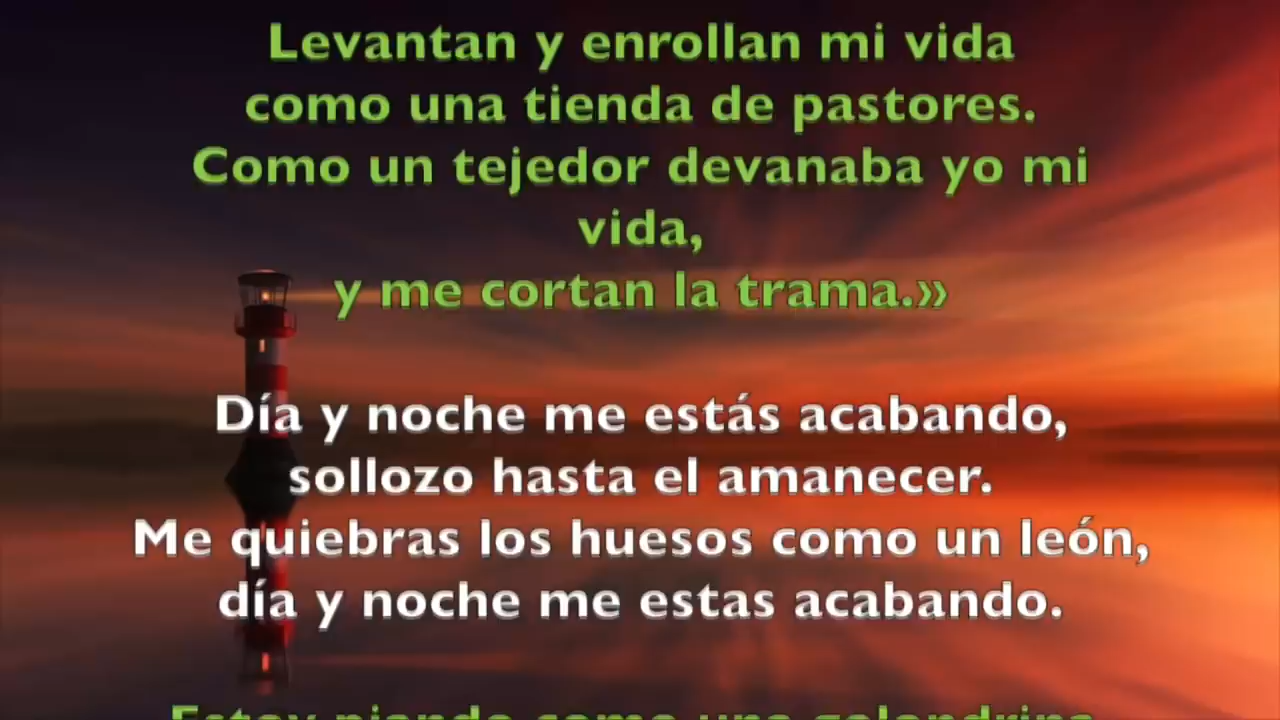 Levantan y enrollan mi vida
como una tienda de pastores.
Como un tejedor devanaba yo mi
vida,
y me cortan la trama.»
Día y noche me estás acabando,
sollozo hasta el amanecer.
Me quiebras los huesos como un león,
día y noche me estas acabando.
Estoy piando como una golondrina